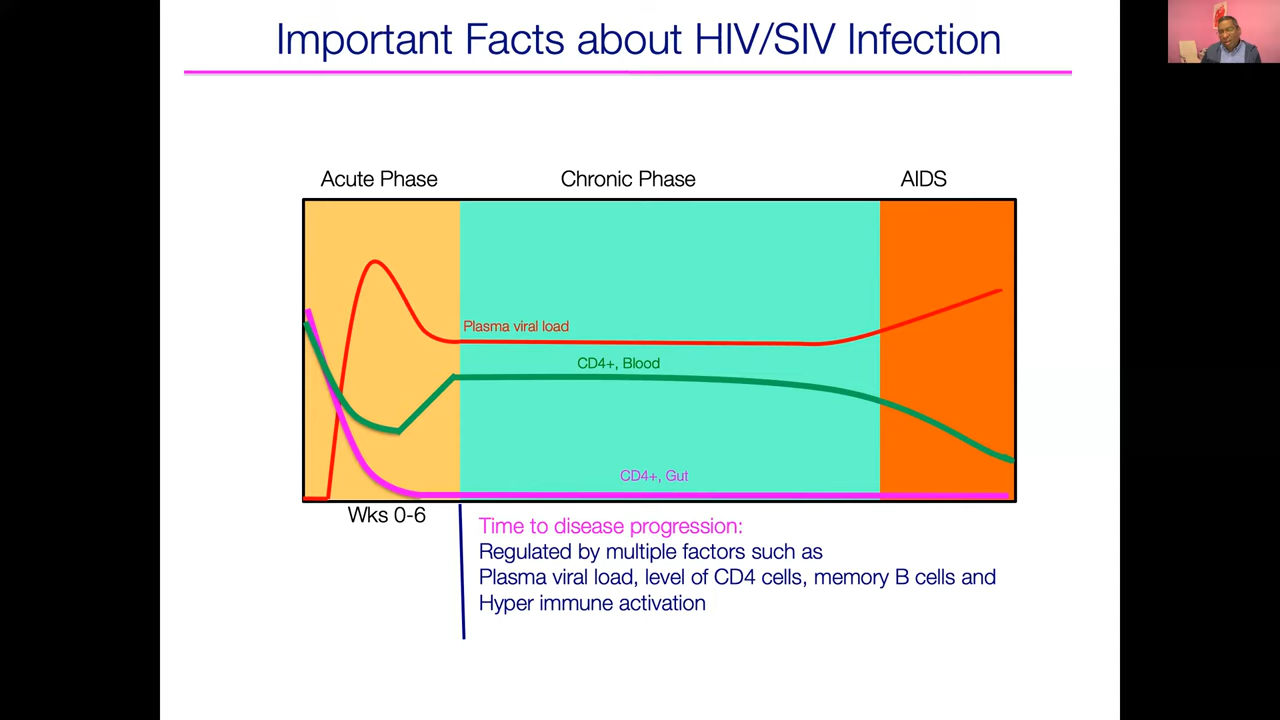 Important Facts about HIV/SIV Infection
Acute Phase
Chronic Phase
AIDS
Plasma viral load
CD4+, Blood
CD4+, Gut
Wks 0-6
Time to disease progression:
Regulated by multiple factors such as
Plasma viral load, level of CD4 cells, memory B cells and
Hyper immune activation